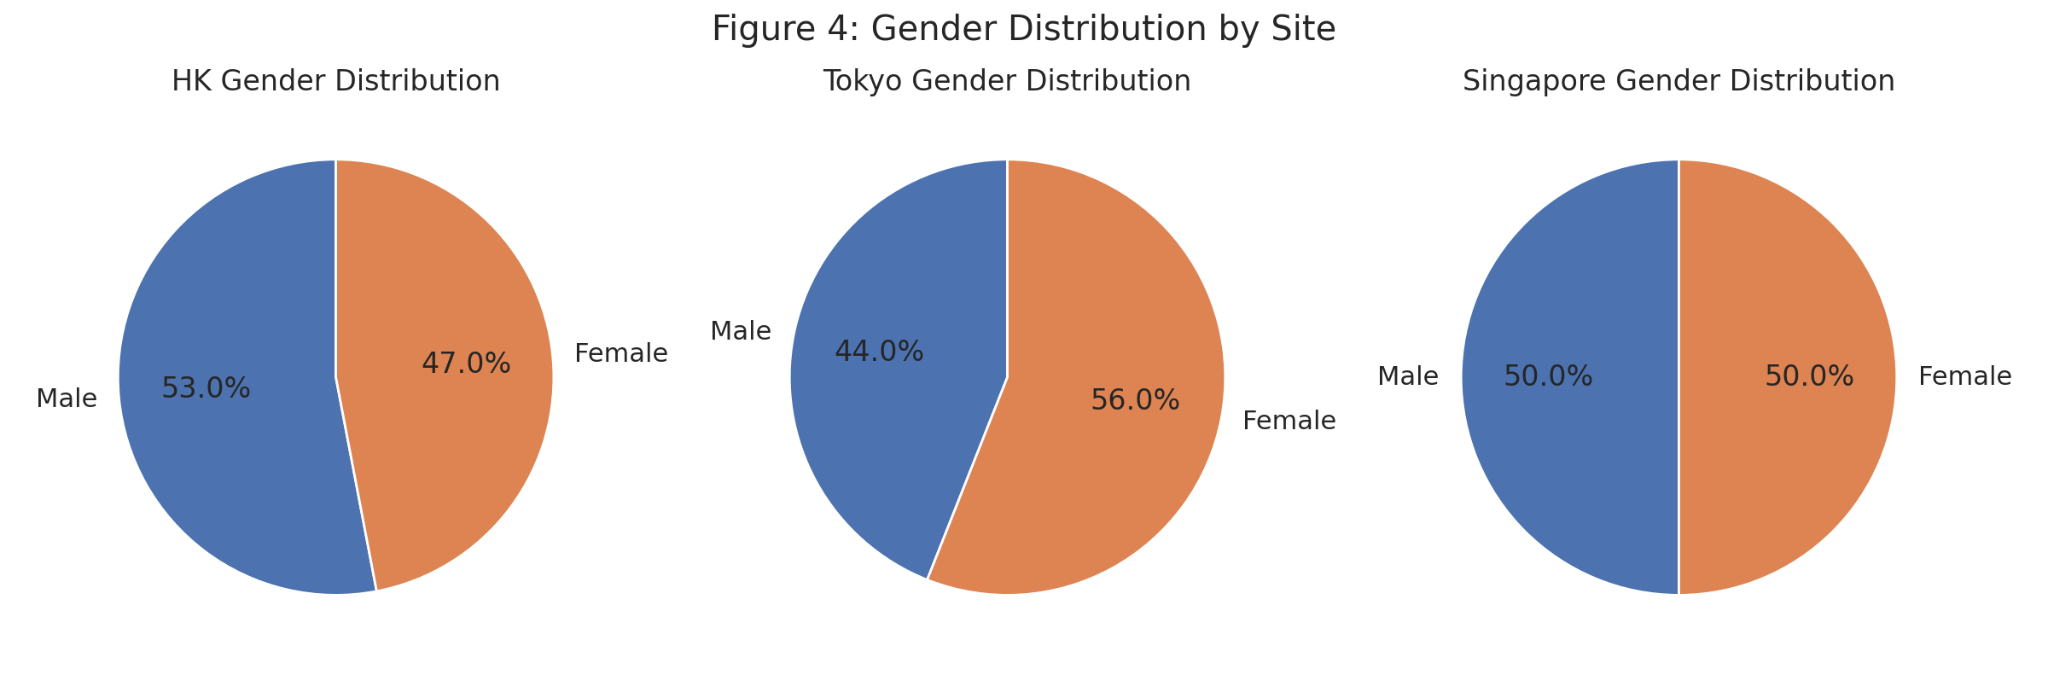 Figure 4: Gender Distribution by Site
HK Gender Distribution
Male
53.0%
47.0%
Female
Tokyo Gender Distribution
Male
44.0%
56.0%
Female
Singapore Gender Distribution
Male
50.0%
50.0%
Female